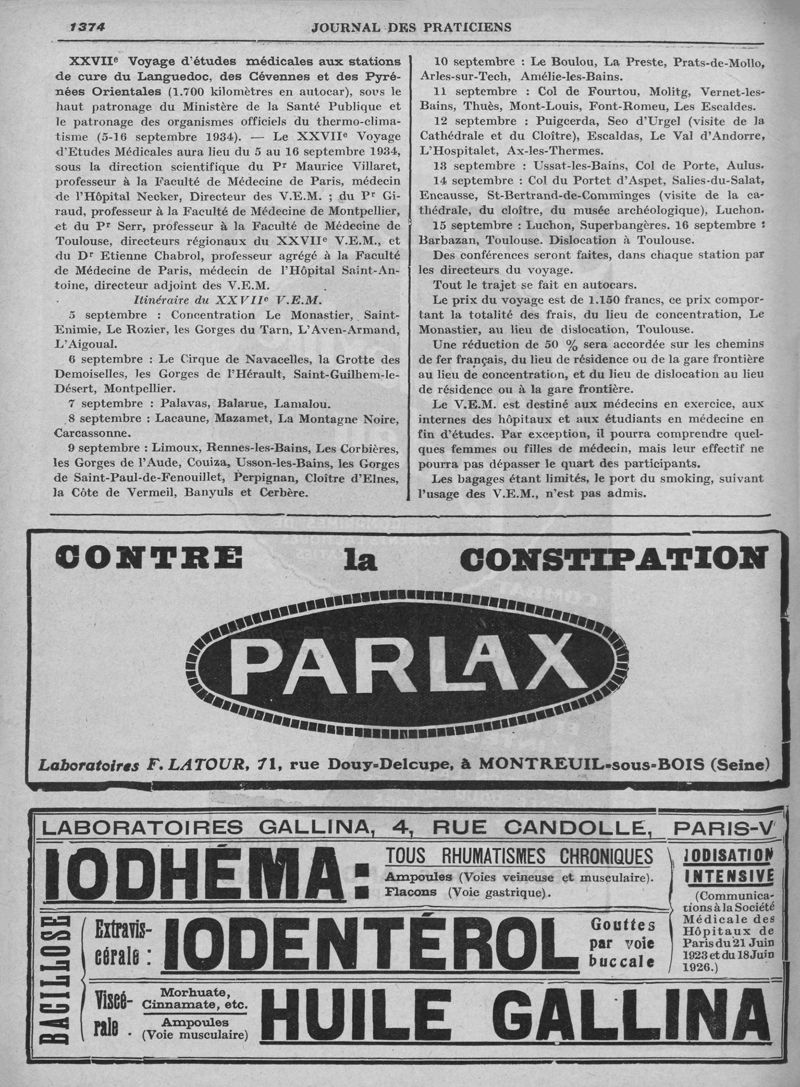 1374
JOURNAL DES PRATICIENS
XXVIIe Voyage d'études médicales aux stations
de cure du Languedoc, des Cévennes et des Pyré-
nées Orientales (1.700 kilomètres en autocar), sous le
haut patronage du Ministère de la Santé Publique et
le patronage des organismes officiels du thermo-clima-
tisme (5-16 septembre 1934). — Le XXVIIe Voyage
d'Etudes Médicales aura lieu du 5 au 16 septembre 1934,
sous la direction scientifique du Pr Maurice Villaret,
professeur à la Faculté de Médecine de Paris, médecin
de l'Hôpital Necker, Directeur des V.E.M. ; du Pr Gi-
raud, professeur à la Faculté de Médecine de Montpellier,
et du Pr Serr, professeur à la Faculté de Médecine de
Toulouse, directeurs régionaux du XXVIIe V.E.M., et
du Dr Etienne Chabrol, professeur agrégé à la Faculté
de Médecine de Paris, médecin de l'Hôpital Saint-An-
toine, directeur adjoint des V.E.M.
Itinéraire du XXVIIe V.E.M.
5 septembre : Concentration Le Monastier, Saint-
Enimie, Le Rozier, les Gorges du Tarn, L'Aven-Armand,
L'Aigoual.
6 septembre : Le Cirque de Navacelles, la Grotte des
Demoiselles, les Gorges de l'Hérault, Saint-Guilhem-le-
Désert, Montpellier.
7 septembre : Palavas, Balarue, Lamalou.
8 septembre : Lacaune, Mazamet, La Montagne Noire,
Carcassonne.
9 septembre : Limoux, Rennes-les-Bains, Les Corbières,
les Gorges de l'Aude, Couiza, Usson-les-Bains, les Gorges
de Saint-Paul-de-Fenouillet, Perpignan, Cloître d'Elnes,
la Côte de Vermeil, Banyuls et Cerbère.
10 septembre : Le Boulou, La Preste, Prats-de-Mollo,
Arles-sur-Tech, Amélie-les-Bains.
11 septembre : Col de Fourtou, Molitg, Vernet-les-
Bains, Thuès, Mont-Louis, Font-Romeu, Les Escaldes.
12 septembre : Puigcerda, Seo d'Urgel (visite de la
Cathédrale et du Cloître), Escaldas, Le Val d'Andorre,
L'Hospitalet, Ax-les-Thermes.
13 septembre : Ussat-les-Bains, Col de Porte, Aulus.
14 septembre : Col du Portet d'Aspet, Salies-du-Salat,
Encausse, St-Bertrand-de-Comminges (visite de la ca-
thédrale, du cloître, du musée archéologique), Luchon.
15 septembre : Luchon, Superbangères. 16 septembre :
Barbazan, Toulouse. Dislocation à Toulouse.
Des conférences seront faites, dans chaque station par
les directeurs du voyage.
Tout le trajet se fait en autocars.
Le prix du voyage est de 1.150 francs, ce prix compor-
tant la totalité des frais, du lieu de concentration, Le
Monastier, au lieu de dislocation, Toulouse.
Une réduction de 50 % sera accordée sur les chemins
de fer français, du lieu de résidence ou de la gare frontière
au lieu de concentration, et du lieu de dislocation au lieu
de résidence ou à la gare frontière.
Le V.E.M. est destiné aux médecins en exercice, aux
internes des hôpitaux et aux étudiants en médecine en
fin d'études. Par exception, il pourra comprendre quel-
ques femmes ou filles de médecin, mais leur effectif ne
pourra pas dépasser le quart des participants.
Les bagages étant limités, le port du smoking, suivant
l'usage des V.E.M., n'est pas admis.
CONTRE la CONSTIPATION
PARLAX
Laboratoires F. LATOUR, 71, rue Douy-Delcupe, à MONTREUIL-sous-BOIS (Seine)
LABORATOIRES GALLINA, 4, RUE CANDOLLE, PARIS-V
IODHÉMA :
TOUS RHUMATISMES CHRONIQUES
Ampoules (Voies veineuse et musculaire).
Flacons (Voie gastrique).
IODISATION
INTENSIVE
(Communica-
tions à la Société
Médicale des
Hôpitaux de
Paris du 21 Juin
1923 et du 18 Juin
1926.)
BACILLOSE
Extravis-
cérale :
IODENTÉROL
Gouttes
par voie
buccale
Viscé-
rale .
Morhuate,
Cinnamate, etc.
Ampoules
(Voie musculaire)
HUILE GALLINA